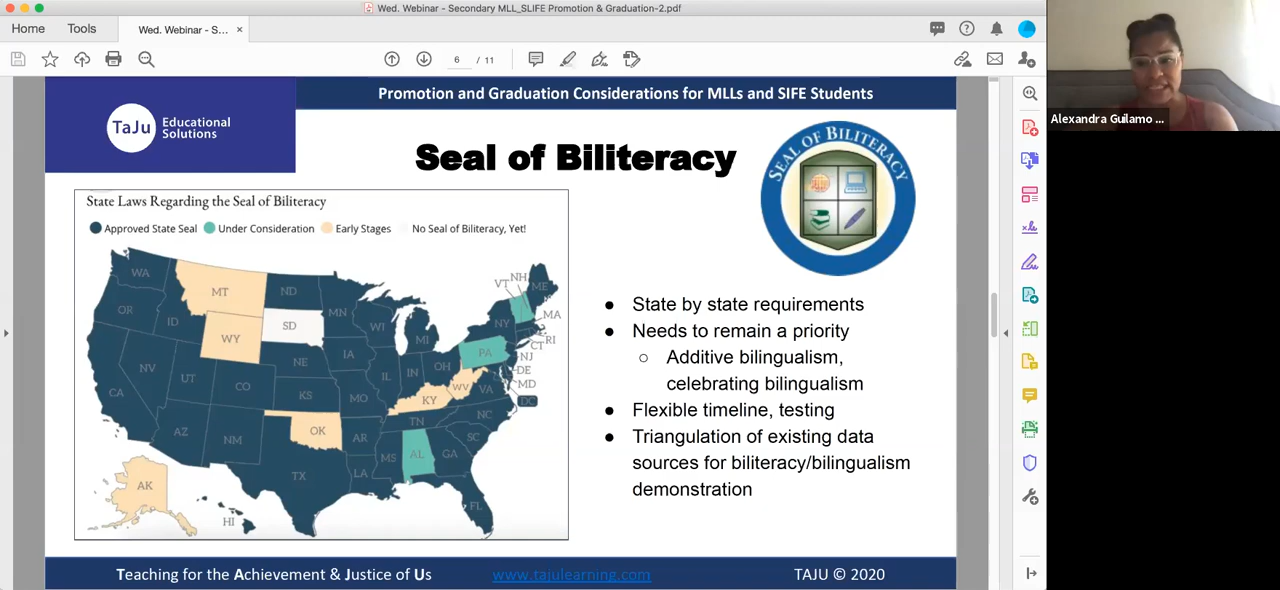 Wed. Webinar - Secondary MLL_SLIFE Promotion & Graduation-2.pdf
Home
Tools
Wed. Webinar - S... ×
6 / 11
Alexandra Guilamo ...
TaJu Educational Solutions
Promotion and Graduation Considerations for MLLs and SIFE Students
Seal of Biliteracy
SEAL OF BILITERACY
State Laws Regarding the Seal of Biliteracy
Approved State Seal
Under Consideration
Early Stages
No Seal of Biliteracy, Yet!
WA
MT
ND
MN
VT
NH
ME
OR
ID
WY
SD
WI
MI
NY
MA
CT
RI
NV
UT
CO
NE
IA
IL
IN
OH
PA
NJ
DE
MD
DC
CA
KS
MO
KY
WV
VA
AZ
NM
OK
AR
TN
NC
SC
TX
LA
MS
AL
GA
FL
AK
HI
● State by state requirements
● Needs to remain a priority
○ Additive bilingualism,
celebrating bilingualism
● Flexible timeline, testing
● Triangulation of existing data
sources for biliteracy/bilingualism
demonstration
Teaching for the Achievement & Justice of Us
www.tajulearning.com
TAJU © 2020